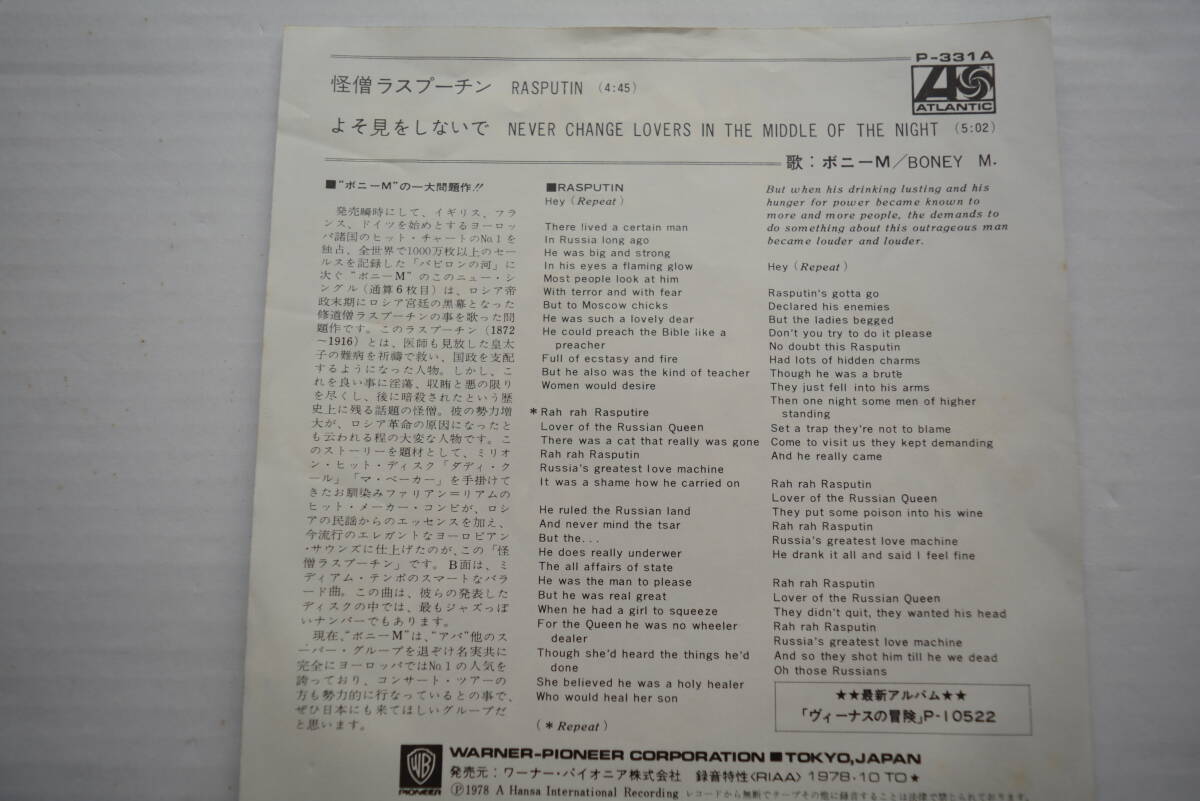 P-331A
怪僧ラスプーチン RASPUTIN (4:45)
ATLANTIC
よそ見をしないで NEVER CHANGE LOVERS IN THE MIDDLE OF THE NIGHT (5:02)
歌:ボニーM/BONEY M.
■"ボニーM"の一大問題作!!
発売瞬時にして、イギリス、フラ
ンス、ドイツを始めとするヨーロッ
パ諸国のヒット・チャートのNo.1を
独占、全世界で1000万枚以上のセー
ルスを記録した「バビロンの河」に
次ぐ"ボニーM"のこのニュー・シ
ングル(通算6枚目)は、ロシア帝
政末期にロシア宮廷の黒幕となった
修道僧ラスプーチンの事を歌った問
題作です。このラスプーチン(1872
〜1916)とは、医師も見放した皇太
子の難病を祈禱で救い、国政を支配
するようになった人物。しかし、こ
れを良い事に淫蕩、収賄と悪の限り
を尽くし、後に暗殺されたという歴
史上に残る話題の怪僧。彼の勢力増
大が、ロシア革命の原因になったと
も云われる程の大変な人物です。こ
のストーリーを題材として、ミリオ
ン・ヒット・ディスク「ダディ・ク
ール」「マ・ベーカー」を手掛けて
きたお馴染みファリアン=リアムの
ヒット・メーカー・コンビが、ロシ
アの民謡からのエッセンスを加え、
今流行のエレガントなヨーロピアン
・サウンズに仕上げたのが、この「怪
僧ラスプーチン」です。B面は、ミ
ディアム・テンポのスマートなバラ
ード曲。この曲は、彼らの発表した
ディスクの中では、最もジャズっぽ
いナンバーでもあります。
現在、"ボニーM"は、"アバ"他のス
ーパー・グループを退ぞけ名実共に
完全にヨーロッパではNo.1の人気を
誇っており、コンサート・ツアーの
方も勢力的に行なっているとの事で、
ぜひ日本にも来てほしいグループだ
と思います。
■RASPUTIN
Hey (Repeat)
There lived a certain man
In Russia long ago
He was big and strong
In his eyes a flaming glow
Most people look at him
With terror and with fear
But to Moscow chicks
He was such a lovely dear
He could preach the Bible like a
preacher
Full of ecstasy and fire
But he also was the kind of teacher
Women would desire
*Rah rah Rasputire
Lover of the Russian Queen
There was a cat that really was gone
Rah rah Rasputin
Russia's greatest love machine
It was a shame how he carried on
He ruled the Russian land
And never mind the tsar
But the...
He does really underwer
The all affairs of state
He was the man to please
But he was real great
When he had a girl to squeeze
For the Queen he was no wheeler
dealer
Though she'd heard the things he'd
done
She believed he was a holy healer
Who would heal her son
(*Repeat)
But when his drinking lusting and his
hunger for power became known to
more and more people, the demands to
do something about this outrageous man
became louder and louder.
Hey (Repeat)
Rasputin's gotta go
Declared his enemies
But the ladies begged
Don't you try to do it please
No doubt this Rasputin
Had lots of hidden charms
Though he was a brute
They just fell into his arms
Then one night some men of higher
standing
Set a trap they're not to blame
Come to visit us they kept demanding
And he really came
Rah rah Rasputin
Lover of the Russian Queen
They put some poison into his wine
Rah rah Rasputin
Russia's greatest love machine
He drank it all and said I feel fine
Rah rah Rasputin
Lover of the Russian Queen
They didn't quit, they wanted his head
Rah rah Rasputin
Russia's greatest love machine
And so they shot him till he we dead
Oh those Russians
★★最新アルバム★★
「ヴィーナスの冒険」P-10522
WB
PIONEER
WARNER-PIONEER CORPORATION ■ TOKYO, JAPAN
発売元:ワーナー・パイオニア株式会社 録音特性〈RIAA〉1978·10 TO★
Ⓟ1978 A Hansa International Recording レコードから無断でテープその他に録音することは法律で禁じられております。